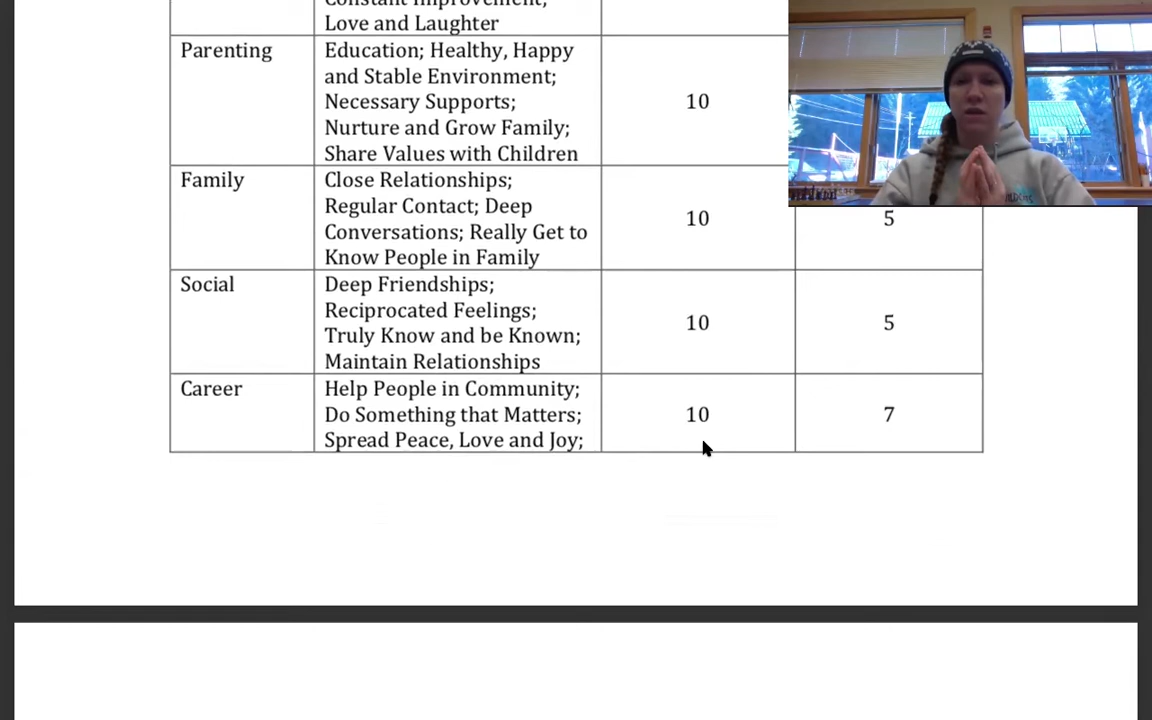 Love and Laughter
Parenting
Education; Healthy, Happy
and Stable Environment;
Necessary Supports;
Nurture and Grow Family;
Share Values with Children
10
Family
Close Relationships;
Regular Contact; Deep
Conversations; Really Get to
Know People in Family
10
5
Social
Deep Friendships;
Reciprocated Feelings;
Truly Know and be Known;
Maintain Relationships
10
5
Career
Help People in Community;
Do Something that Matters;
Spread Peace, Love and Joy;
10
7